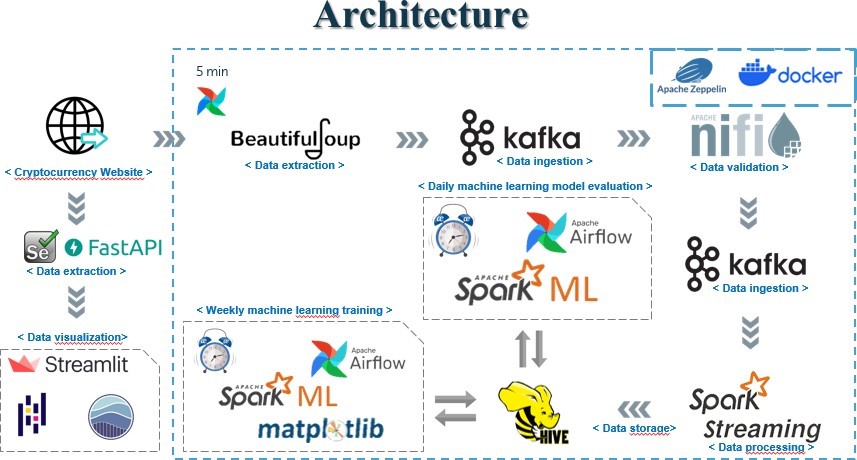 Architecture
5 min
Apache Zeppelin
docker
BeautifulSoup
kafka
APACHE
nifi
< Cryptocurrency Website >
< Data extraction >
< Data ingestion >
< Data validation >
< Daily machine learning model evaluation >
Se
FastAPI
< Data extraction >
Apache
Airflow
APACHE
Spark ML
kafka
< Data ingestion >
< Weekly machine learning training >
< Data visualization>
Streamlit
Apache
Airflow
APACHE
Spark ML
matplotlib
HIVE
< Data storage>
Spark
Streaming
< Data processing >